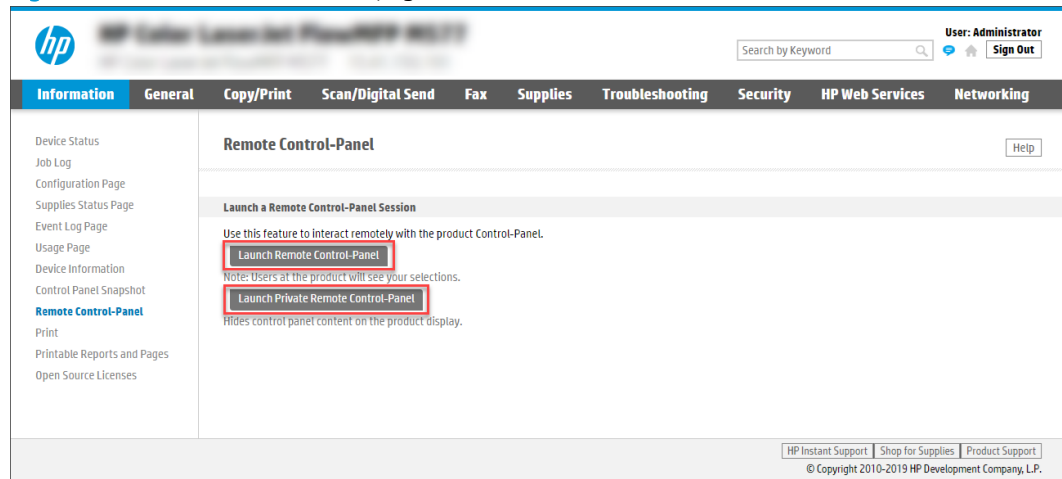 hp
User: Administrator
Search by Keyword
Sign Out
Information General Copy/Print Scan/Digital Send Fax Supplies Troubleshooting Security HP Web Services Networking
Device Status
Job Log
Configuration Page
Supplies Status Page
Event Log Page
Usage Page
Device Information
Control Panel Snapshot
Remote Control-Panel
Print
Printable Reports and Pages
Open Source Licenses
Remote Control-Panel
Help
Launch a Remote Control-Panel Session
Use this feature to interact remotely with the product Control-Panel.
Launch Remote Control-Panel
Note: Users at the product will see your selections.
Launch Private Remote Control-Panel
Hides control panel content on the product display.
HP Instant Support Shop for Supplies Product Support
© Copyright 2010-2019 HP Development Company, L.P.